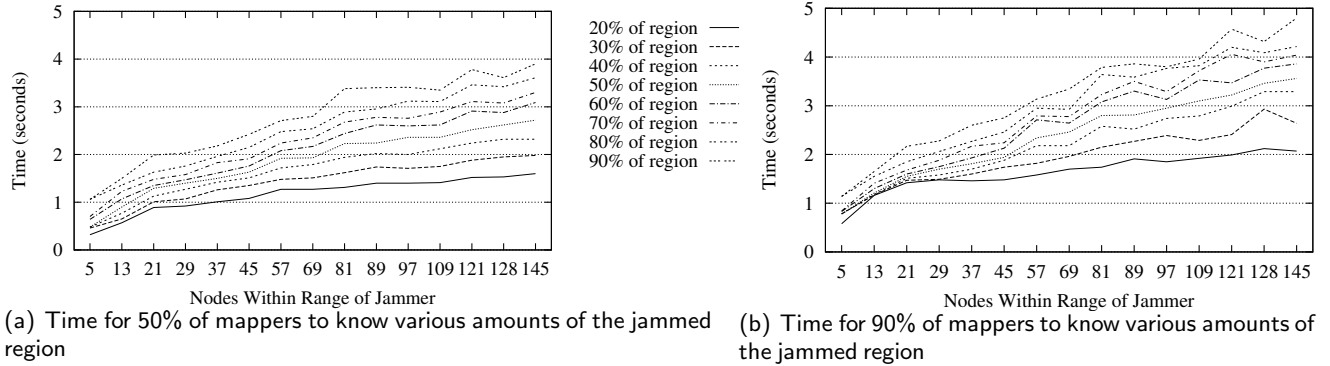 5
4
3
2
1
0
Time (seconds)
5 13 21 29 37 45 57 69 81 89 97 109 121 128 145
Nodes Within Range of Jammer
(a) Time for 50% of mappers to know various amounts of the jammed
region
20% of region
30% of region
40% of region
50% of region
60% of region
70% of region
80% of region
90% of region
5
4
3
2
1
0
Time (seconds)
5 13 21 29 37 45 57 69 81 89 97 109 121 128 145
Nodes Within Range of Jammer
(b) Time for 90% of mappers to know various amounts of
the jammed region